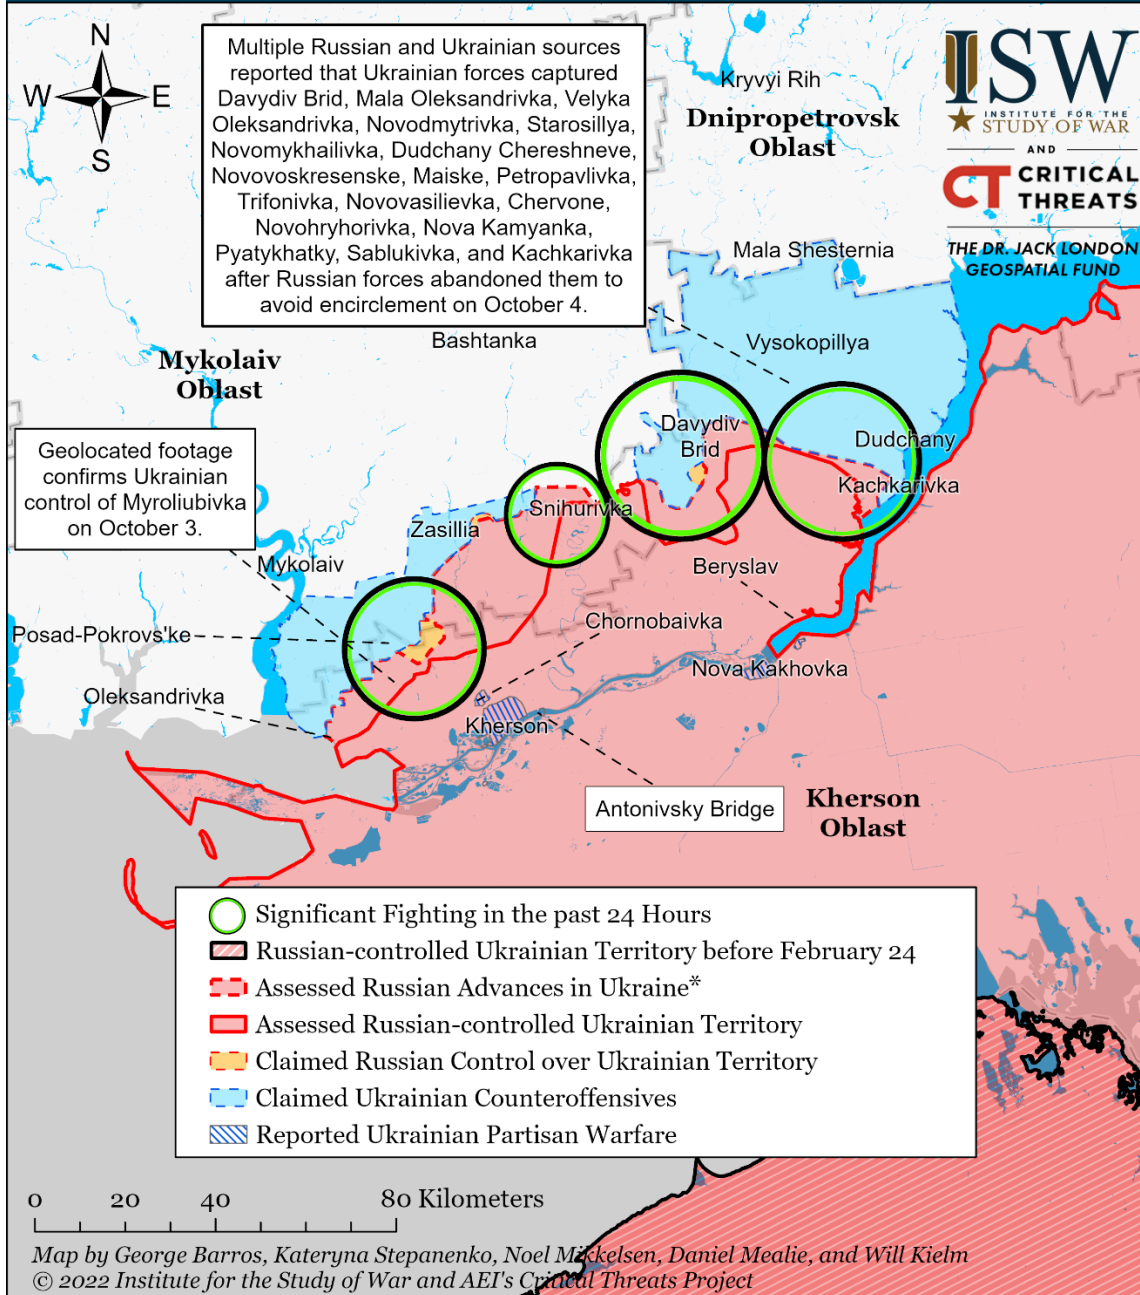 N
W
E
S
Multiple Russian and Ukrainian sources
reported that Ukrainian forces captured
Davydiv Brid, Mala Oleksandrivka, Velyka
Oleksandrivka, Novodmytrivka, Starosillya,
Novomykhailivka, Dudchany Chereshneve,
Novovoskresenske, Maiske, Petropavlivka,
Trifonivka, Novovasilievka, Chervone,
Novohryhorivka, Nova Kamyanka,
Pyatykhatky, Sablukivka, and Kachkarivka
after Russian forces abandoned them to
avoid encirclement on October 4.
Kryvyi Rih
Dnipropetrovsk
Oblast
ISW
INSTITUTE FOR THE
STUDY OF WAR
AND
CT CRITICAL
THREATS
THE DR. JACK LONDON
GEOSPATIAL FUND
Mala Shesternia
Bashtanka
Vysokopillya
Mykolaiv
Oblast
Davydiv
Brid
Dudchany
Kachkarivka
Geolocated footage
confirms Ukrainian
control of Myroliubivka
on October 3.
Snihurivka
Zasillia
Mykolaiv
Beryslav
Chornobaivka
Posad-Pokrovs'ke
Nova Kakhovka
Oleksandrivka
Kherson
Antonivsky Bridge
Kherson
Oblast
Significant Fighting in the past 24 Hours
Russian-controlled Ukrainian Territory before February 24
Assessed Russian Advances in Ukraine*
Assessed Russian-controlled Ukrainian Territory
Claimed Russian Control over Ukrainian Territory
Claimed Ukrainian Counteroffensives
Reported Ukrainian Partisan Warfare
0 20 40 80 Kilometers
Map by George Barros, Kateryna Stepanenko, Noel Mikkelsen, Daniel Mealie, and Will Kielm
© 2022 Institute for the Study of War and AEI's Critical Threats Project